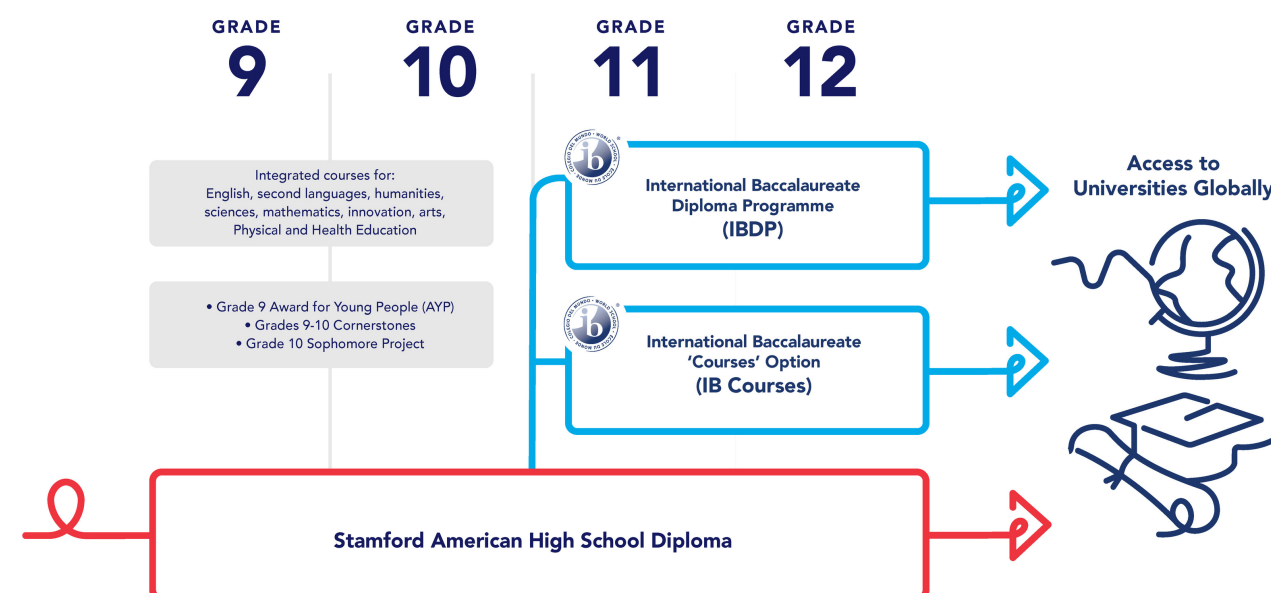 GRADE
9
GRADE
10
GRADE
11
GRADE
12
Integrated courses for:
English, second languages, humanities,
sciences, mathematics, innovation, arts,
Physical and Health Education
• Grade 9 Award for Young People (AYP)
• Grades 9-10 Cornerstones
• Grade 10 Sophomore Project
ib
International Baccalaureate
Diploma Programme
(IBDP)
ib
International Baccalaureate
‘Courses’ Option
(IB Courses)
Access to
Universities Globally
Stamford American High School Diploma